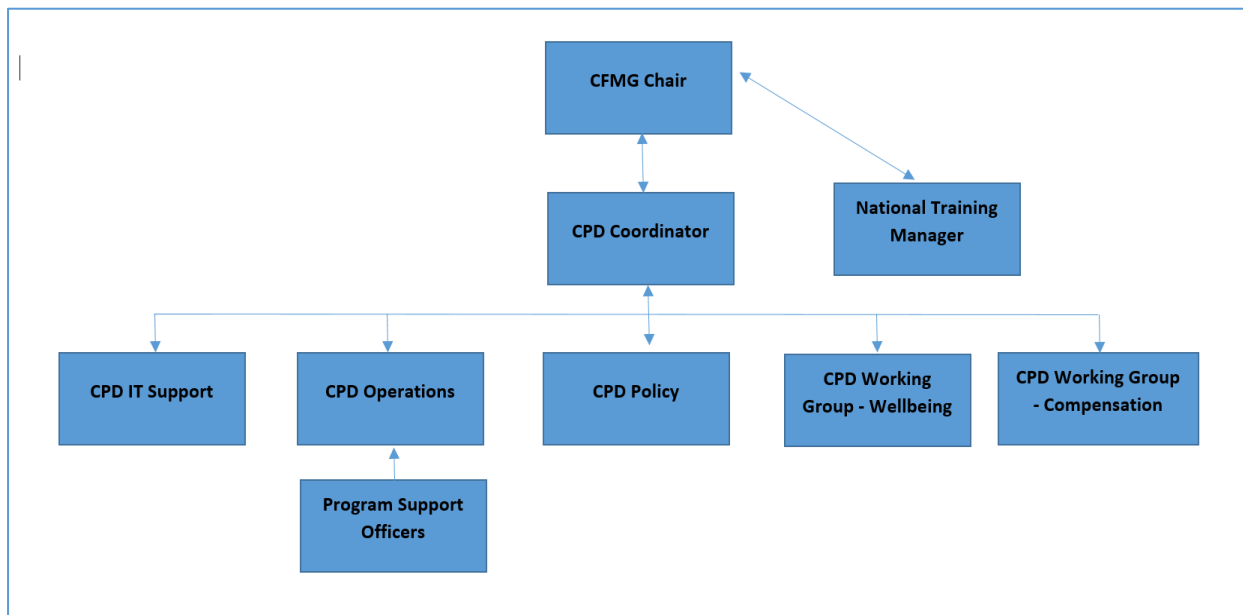 CFMG Chair
National Training
Manager
CPD Coordinator
CPD IT Support
CPD Operations
CPD Policy
CPD Working
Group - Wellbeing
CPD Working Group
- Compensation
Program Support
Officers